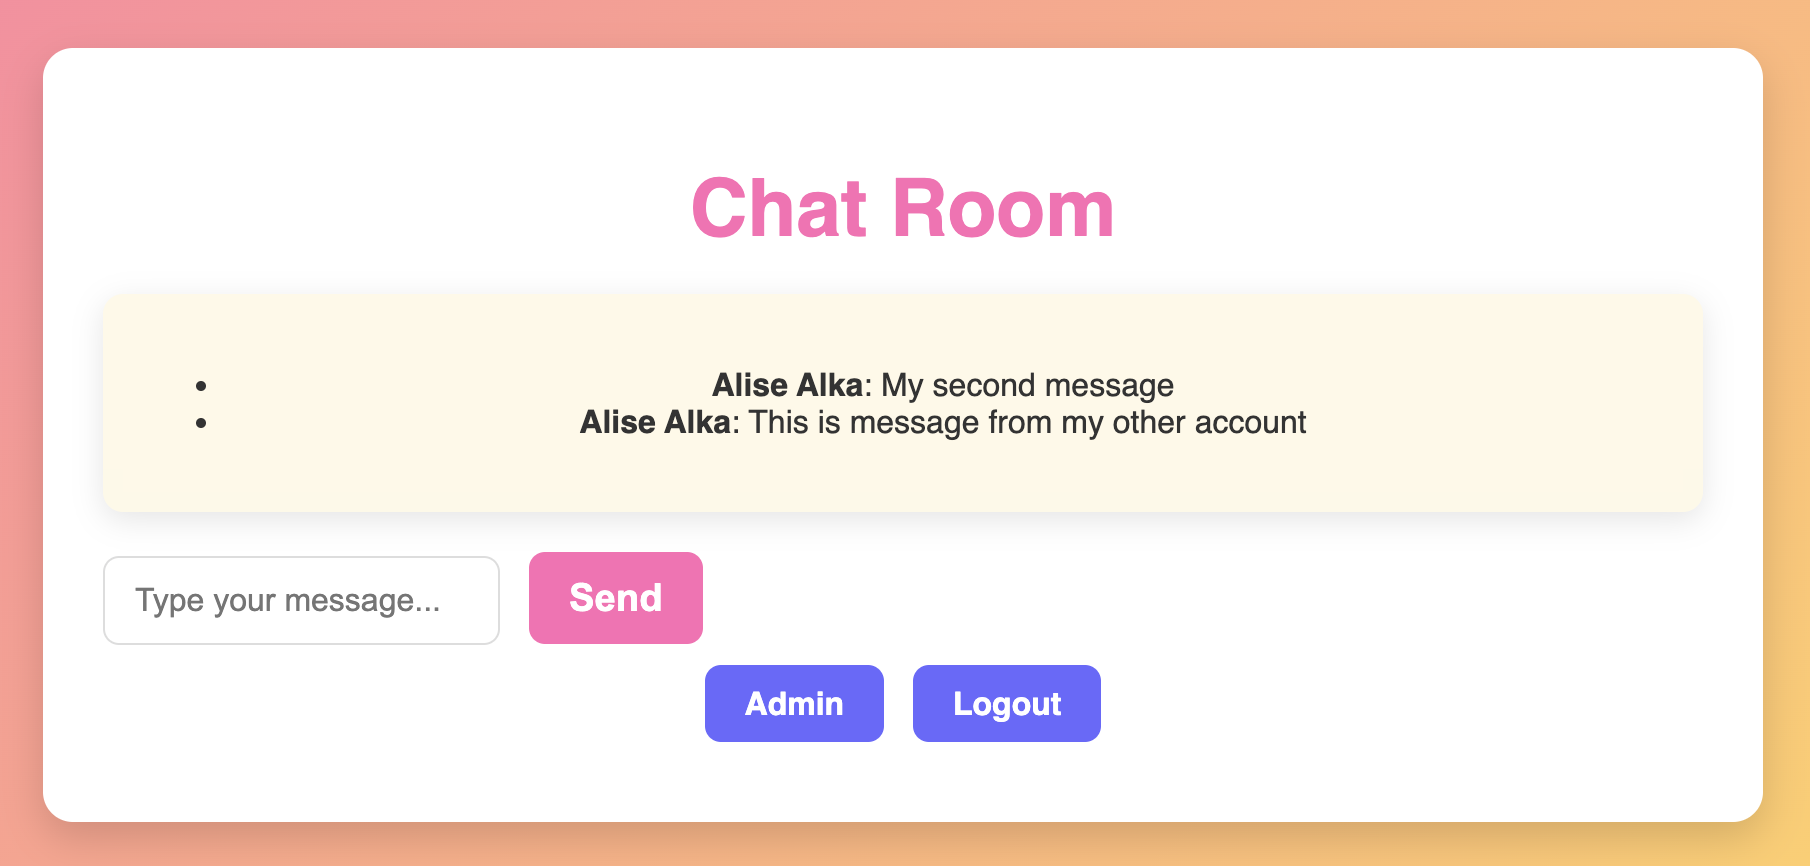 Chat Room
• Alise Alka: My second message
• Alise Alka: This is message from my other account
Type your message... Send
Admin Logout